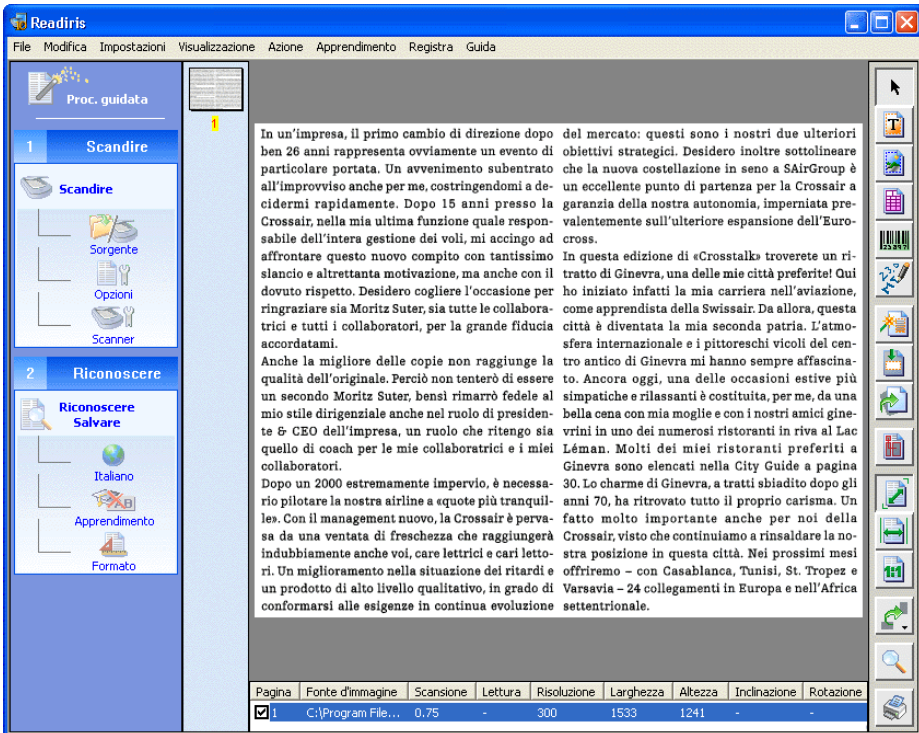 Readiris
File Modifica Impostazioni Visualizzazione Azione Apprendimento Registra Guida
Proc. guidata
1 Scandire
Scandire
Sorgente
Opzioni
Scanner
2 Riconoscere
Riconoscere
Salvare
Italiano
Apprendimento
Formato
1
In un'impresa, il primo cambio di direzione dopo
ben 26 anni rappresenta ovviamente un evento di
particolare portata. Un avvenimento subentrato
all'improvviso anche per me, costringendomi a de-
cidermi rapidamente. Dopo 15 anni presso la
Crossair, nella mia ultima funzione quale respon-
sabile dell'intera gestione dei voli, mi accingo ad
affrontare questo nuovo compito con tantissimo
slancio e altrettanta motivazione, ma anche con il
dovuto rispetto. Desidero cogliere l'occasione per
ringraziare sia Moritz Suter, sia tutte le collabora-
trici e tutti i collaboratori, per la grande fiducia
accordatami.
Anche la migliore delle copie non raggiunge la
qualità dell'originale. Perciò non tenterò di essere
un secondo Moritz Suter, bensì rimarrò fedele al
mio stile dirigenziale anche nel ruolo di presiden-
te & CEO dell'impresa, un ruolo che ritengo sia
quello di coach per le mie collaboratrici e i miei
collaboratori.
Dopo un 2000 estremamente impervio, è necessa-
rio pilotare la nostra airline a «quote più tranquil-
le». Con il management nuovo, la Crossair è perva-
sa da una ventata di freschezza che raggiungerà
indubbiamente anche voi, care lettrici e cari letto-
ri. Un miglioramento nella situazione dei ritardi e
un prodotto di alto livello qualitativo, in grado di
conformarsi alle esigenze in continua evoluzione
del mercato: questi sono i nostri due ulteriori
obiettivi strategici. Desidero inoltre sottolineare
che la nuova costellazione in seno a SAirGroup è
un eccellente punto di partenza per la Crossair a
garanzia della nostra autonomia, imperniata pre-
valentemente sull'ulteriore espansione dell'Euro-
cross.
In questa edizione di «Crosstalk» troverete un ri-
tratto di Ginevra, una delle mie città preferite! Qui
ho iniziato infatti la mia carriera nell'aviazione,
come apprendista della Swissair. Da allora, questa
città è diventata la mia seconda patria. L'atmo-
sfera internazionale e i pittoreschi vicoli del cen-
tro antico di Ginevra mi hanno sempre affascina-
to. Ancora oggi, una delle occasioni estive più
simpatiche e rilassanti è costituita, per me, da una
bella cena con mia moglie e con i nostri amici gine-
vrini in uno dei numerosi ristoranti in riva al Lac
Léman. Molti dei miei ristoranti preferiti a
Ginevra sono elencati nella City Guide a pagina
30. Lo charme di Ginevra, a tratti sbiadito dopo gli
anni 70, ha ritrovato tutto il proprio carisma. Un
fatto molto importante anche per noi della
Crossair, visto che continuiamo a rinsaldare la no-
stra posizione in questa città. Nei prossimi mesi
offriremo – con Casablanca, Tunisi, St. Tropez e
Varsavia – 24 collegamenti in Europa e nell'Africa
settentrionale.
Pagina Fonte d'immagine Scansione Lettura Risoluzione Larghezza Altezza Inclinazione Rotazione
1 C:\Program File... 0.75 - 300 1533 1241 - -